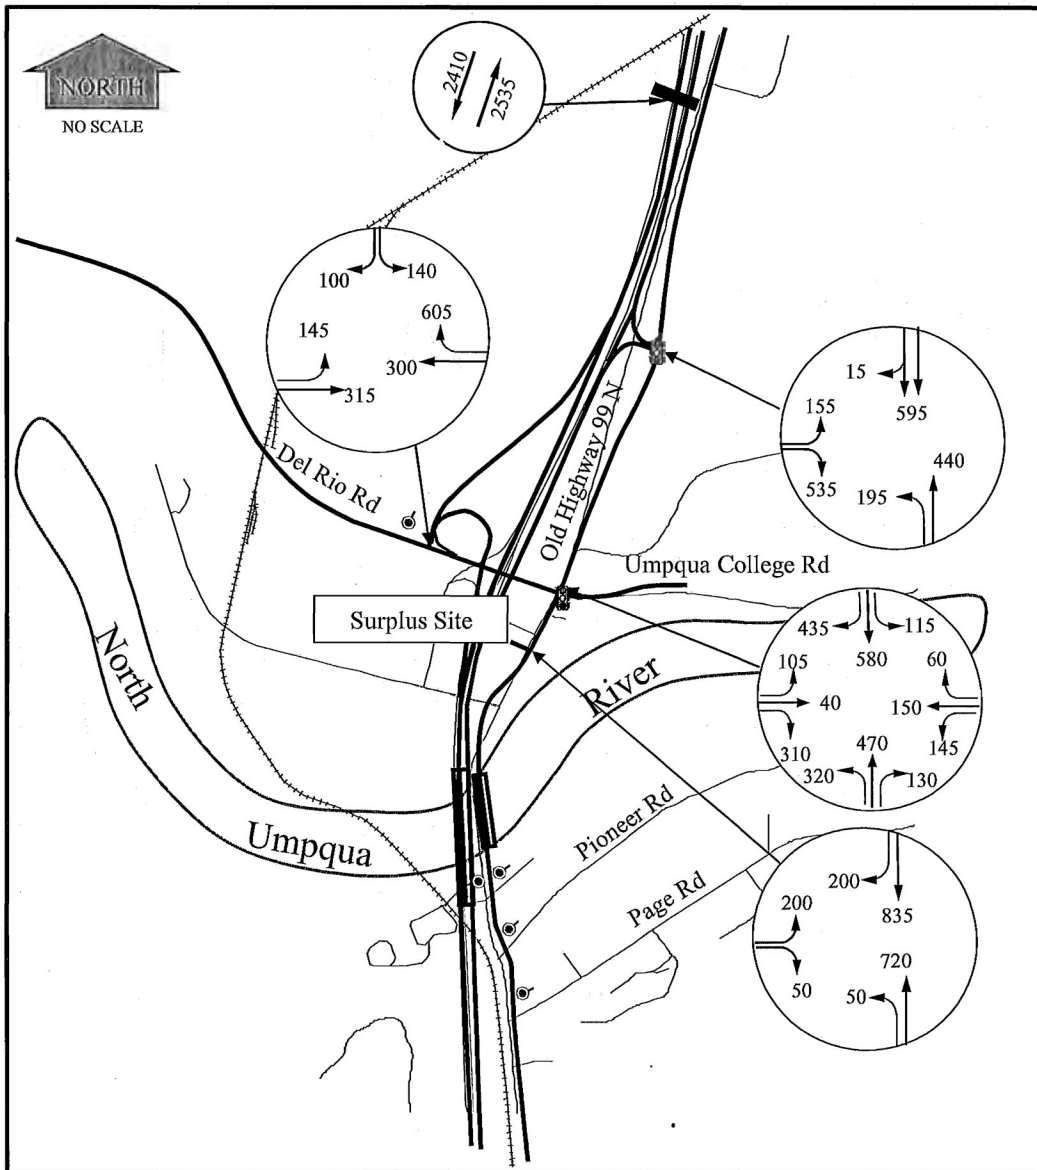 NORTH
NO SCALE
2410
2535
100
140
605
145
300
315
Del Rio Rd
Old Highway 99 N
15
595
155
535
440
195
Umpqua College Rd
Surplus Site
North
Umpqua
River
435
115
105
580
60
40
150
310
470
145
320
130
Pioneer Rd
Page Rd
200
200
835
720
50
50